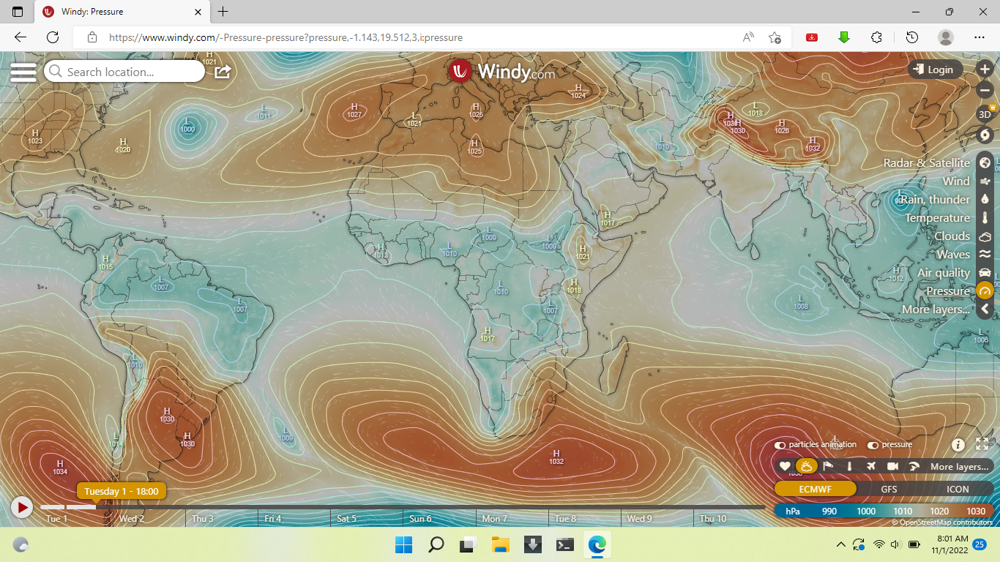 Windy: Pressure
https://www.windy.com/-Pressure-pressure?pressure,-1.143,19.512,3,i:pressure
Search location...
Windy.com
Login
3D
H
1021
H
1024
L
1011
H
1027
L
1021
H
1025
L
1018
L
1000
H
1030
H
1026
H
1023
H
1020
H
1025
L
1010
H
1032
Radar & Satellite
Wind
Rain, thunder
Temperature
Clouds
Waves
Air quality
Pressure
More layers...
H
1017
L
1009
L
1009
H
1013
L
1010
H
1021
H
1015
H
1012
L
1007
L
1010
H
1018
L
1007
L
1007
L
1008
H
1017
L
1006
L
1010
H
1030
L
1014
H
1030
L
1009
H
1032
H
1034
particles animation
pressure
More layers...
ECMWF
GFS
ICON
hPa 990 1000 1010 1020 1030
© OpenStreetMap contributors
Tuesday 1 - 18:00
Tue 1
Wed 2
Thu 3
Fri 4
Sat 5
Sun 6
Mon 7
Tue 8
Wed 9
Thu 10
8:01 AM
11/1/2022
25